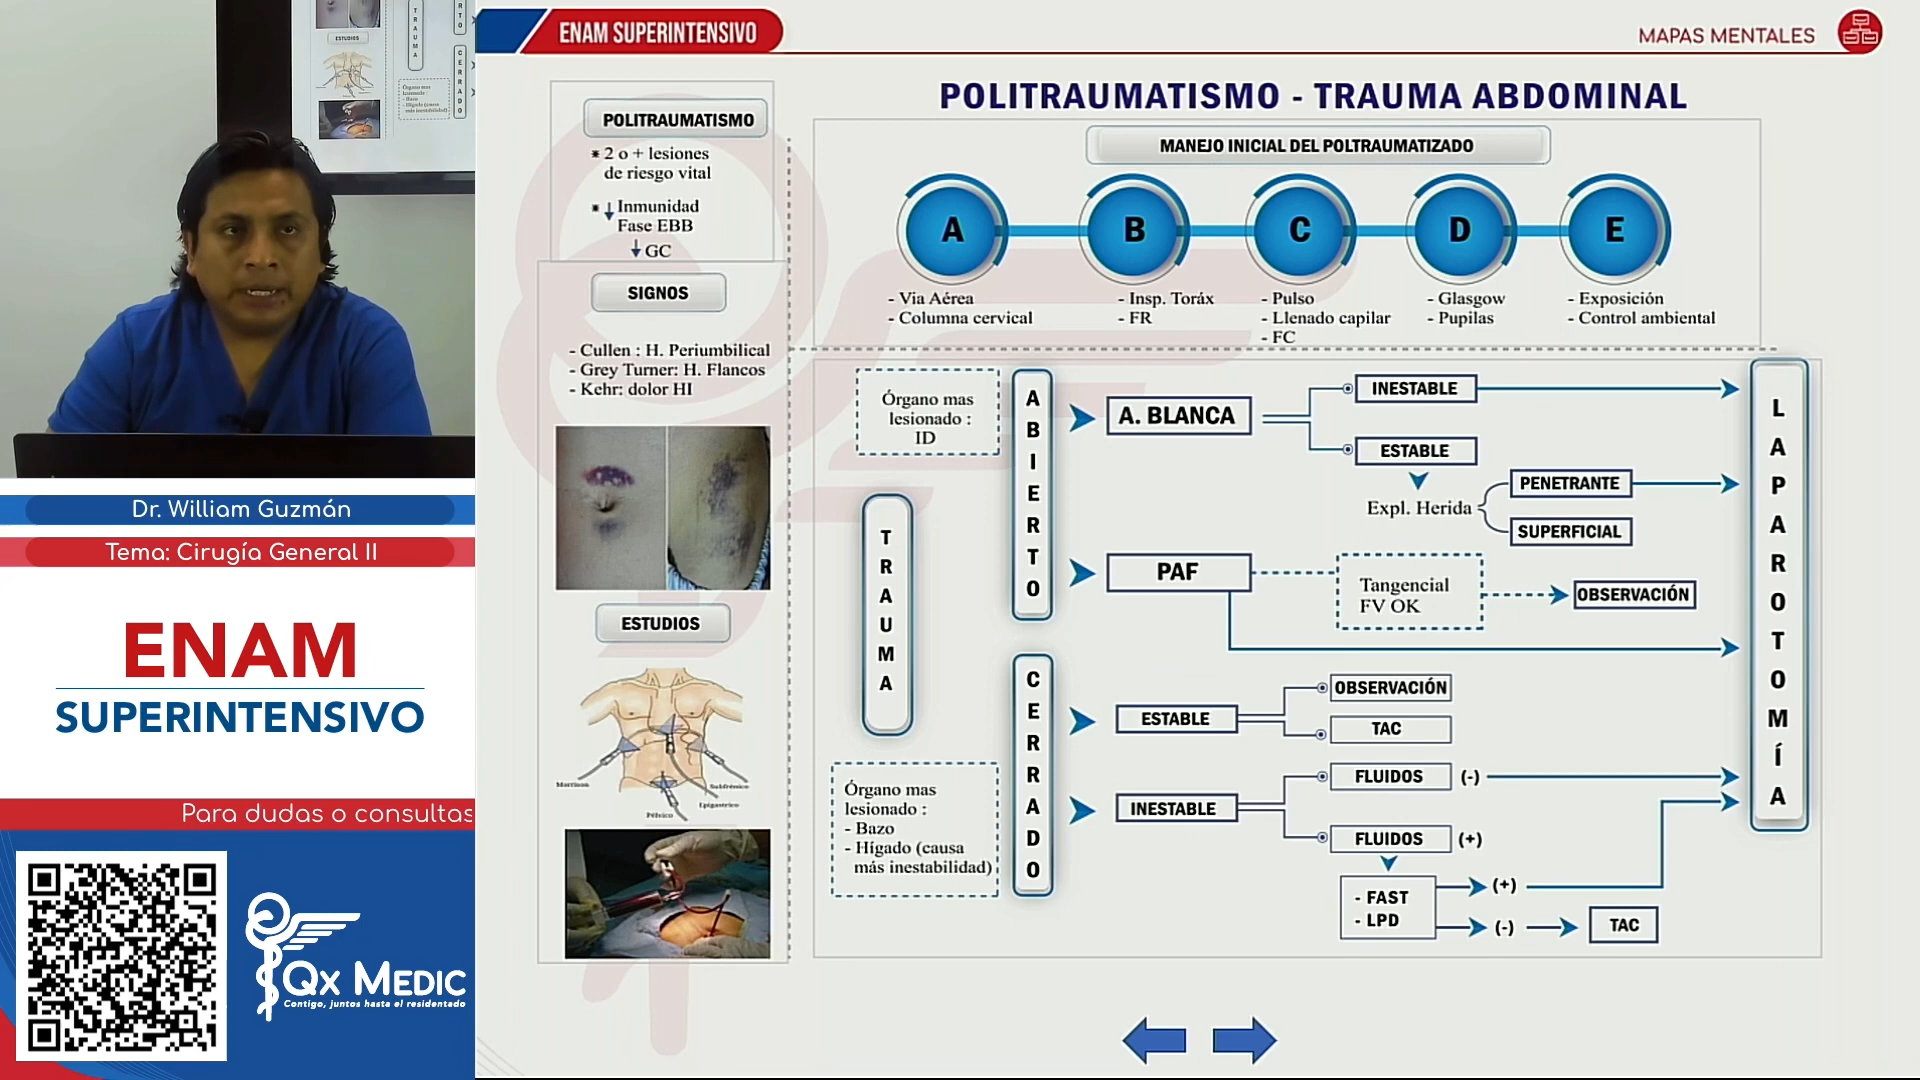 ENAM SUPERINTENSIVO
MAPAS MENTALES
POLITRAUMATISMO - TRAUMA ABDOMINAL
POLITRAUMATISMO
* 2 o + lesiones
de riesgo vital
* ↓ Inmunidad
Fase EBB
↓ GC
SIGNOS
- Cullen : H. Periumbilical
- Grey Turner: H. Flancos
- Kehr: dolor HI
ESTUDIOS
Morrison
Subfrénico
Epigastrico
Pélvico
MANEJO INICIAL DEL POLTRAUMATIZADO
A
B
C
D
E
- Via Aérea
- Columna cervical
- Insp. Toráx
- FR
- Pulso
- Llenado capilar
- FC
- Glasgow
- Pupilas
- Exposición
- Control ambiental
TRAUMA
Órgano mas
lesionado :
ID
ABIERTO
A. BLANCA
INESTABLE
ESTABLE
Expl. Herida
PENETRANTE
SUPERFICIAL
PAF
Tangencial
FV OK
OBSERVACIÓN
Órgano mas
lesionado :
- Bazo
- Hígado (causa
más inestabilidad)
CERRADO
ESTABLE
OBSERVACIÓN
TAC
INESTABLE
FLUIDOS (-)
FLUIDOS (+)
- FAST
- LPD
(+)
(-)
TAC
LAPAROTOMÍA
Dr. William Guzmán
Tema: Cirugía General II
ENAM
SUPERINTENSIVO
Para dudas o consultas
QX MEDIC
Contigo, juntos hasta el residentado